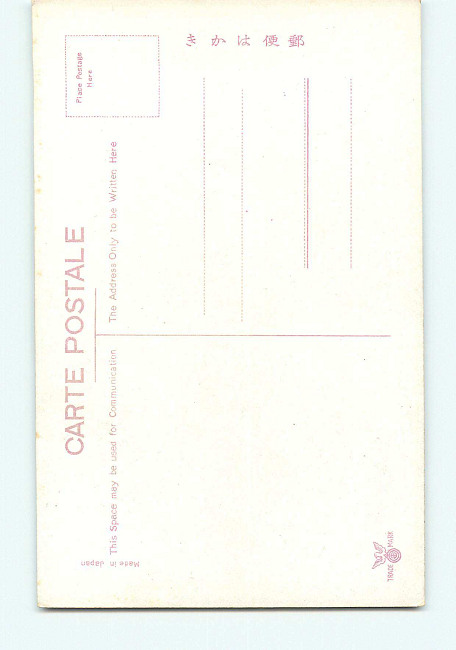 郵便はかき
Place Postage
Here
CARTE POSTALE
The Address Only to be Written Here
This Space may be used for Communication
Made in Japan
TRADE MARK